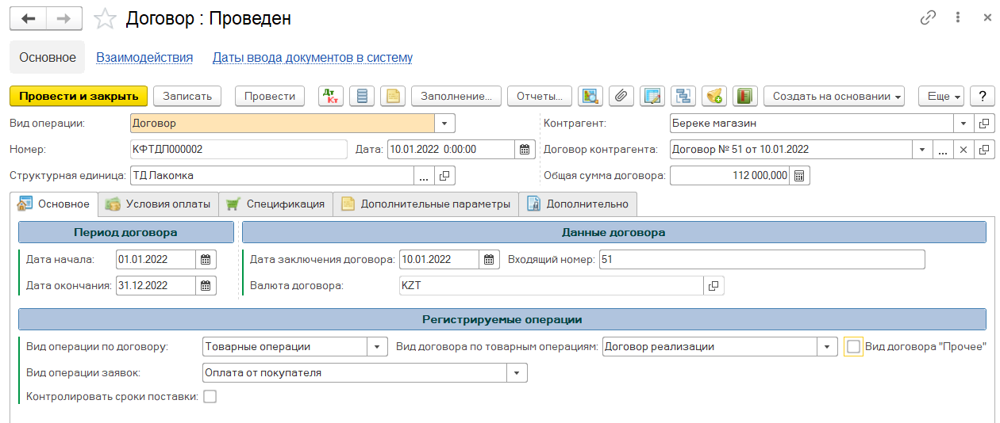 Договор : Проведен
Основное Взаимодействия Даты ввода документов в систему
Провести и закрыть Записать Провести Дт Кт Заполнение... Отчеты... Создать на основании Еще ?
Вид операции: Договор Контрагент: Береке магазин
Номер: КФТДП000002 Дата: 10.01.2022 0:00:00 Договор контрагента: Договор № 51 от 10.01.2022
Структурная единица: ТД Лакомка Общая сумма договора: 112 000,000
Основное Условия оплаты Спецификация Дополнительные параметры Дополнительно
Период договора Данные договора
Дата начала: 01.01.2022 Дата заключения договора: 10.01.2022 Входящий номер: 51
Дата окончания: 31.12.2022 Валюта договора: KZT
Регистрируемые операции
Вид операции по договору: Товарные операции Вид договора по товарным операциям: Договор реализации Вид договора "Прочее"
Вид операции заявок: Оплата от покупателя
Контролировать сроки поставки: